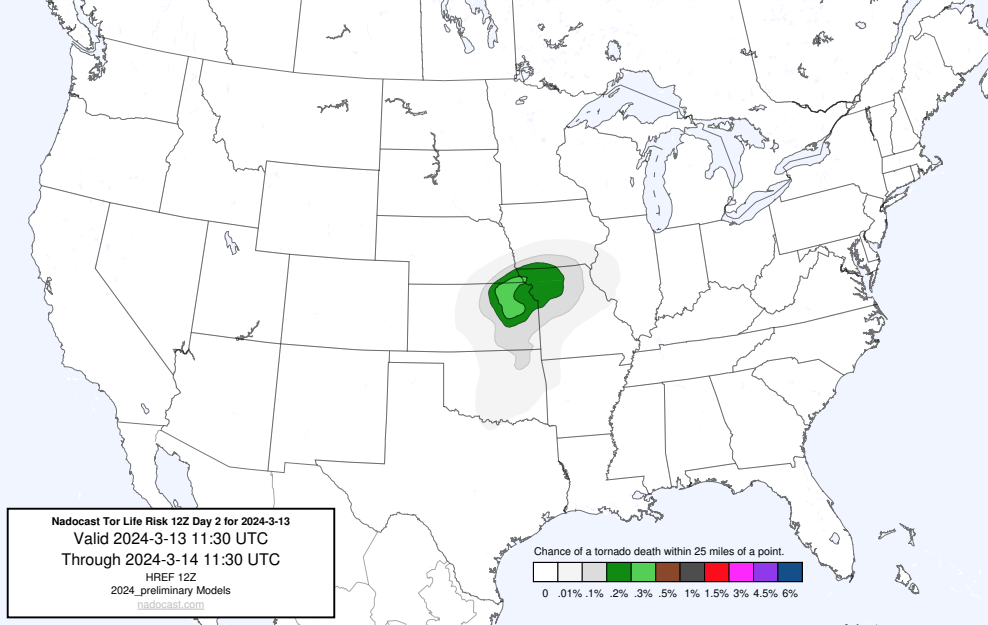 Nadocast Tor Life Risk 12Z Day 2 for 2024-3-13
Valid 2024-3-13 11:30 UTC
Through 2024-3-14 11:30 UTC
HREF 12Z
2024_preliminary Models
nadocast.com
Chance of a tornado death within 25 miles of a point.
0 .01% .1% .2% .3% .5% 1% 1.5% 3% 4.5% 6%